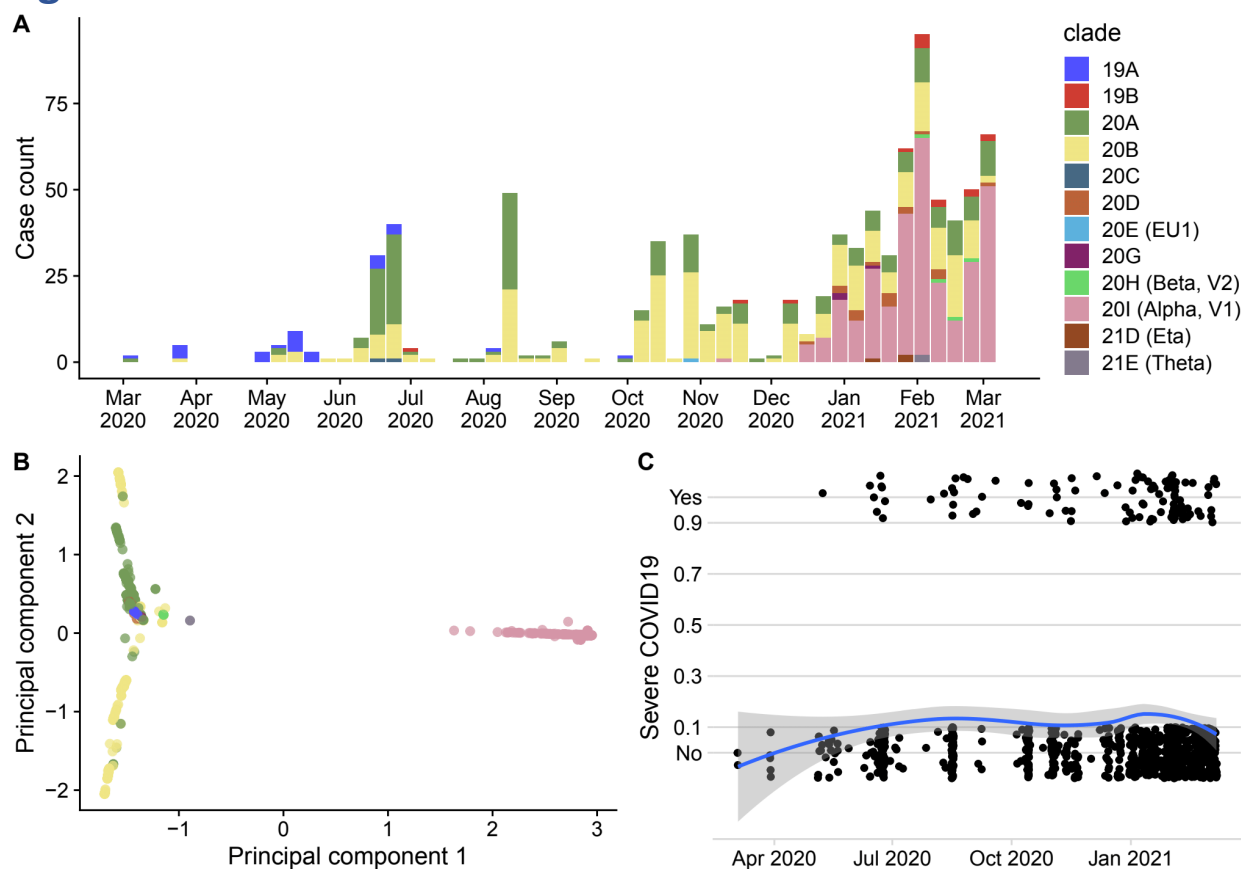 A
Case count
75
50
25
0
Mar Apr May Jun Jul Aug Sep Oct Nov Dec Jan Feb Mar
2020 2020 2020 2020 2020 2020 2020 2020 2020 2020 2021 2021 2021
clade
19A
19B
20A
20B
20C
20D
20E (EU1)
20G
20H (Beta, V2)
20I (Alpha, V1)
21D (Eta)
21E (Theta)
B
Principal component 2
2
1
0
−1
−2
−1 0 1 2 3
Principal component 1
C
Severe COVID19
Yes
0.9
0.7
0.5
0.3
0.1
No
Apr 2020 Jul 2020 Oct 2020 Jan 2021